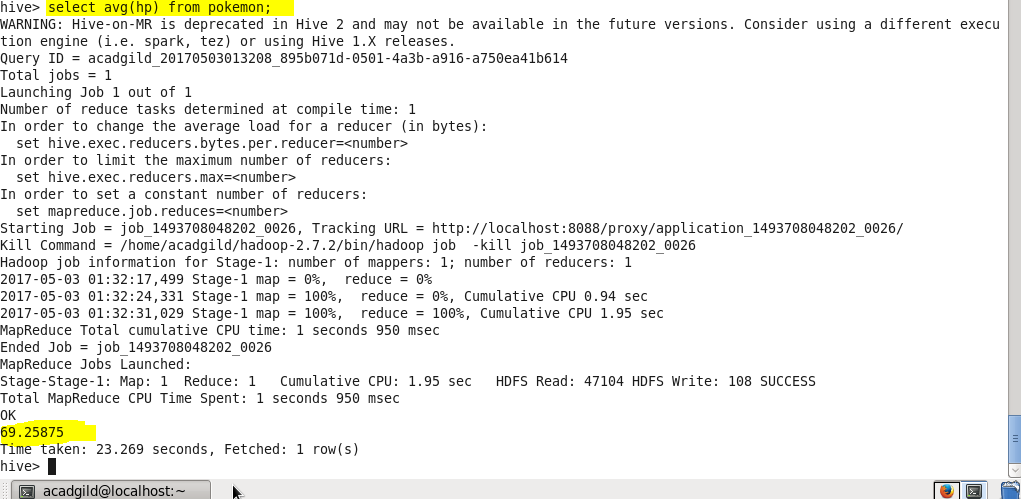 hive> select avg(hp) from pokemon;
WARNING: Hive-on-MR is deprecated in Hive 2 and may not be available in the future versions. Consider using a different execu
tion engine (i.e. spark, tez) or using Hive 1.X releases.
Query ID = acadgild_20170503013208_895b071d-0501-4a3b-a916-a750ea41b614
Total jobs = 1
Launching Job 1 out of 1
Number of reduce tasks determined at compile time: 1
In order to change the average load for a reducer (in bytes):
  set hive.exec.reducers.bytes.per.reducer=<number>
In order to limit the maximum number of reducers:
  set hive.exec.reducers.max=<number>
In order to set a constant number of reducers:
  set mapreduce.job.reduces=<number>
Starting Job = job_1493708048202_0026, Tracking URL = http://localhost:8088/proxy/application_1493708048202_0026/
Kill Command = /home/acadgild/hadoop-2.7.2/bin/hadoop job  -kill job_1493708048202_0026
Hadoop job information for Stage-1: number of mappers: 1; number of reducers: 1
2017-05-03 01:32:17,499 Stage-1 map = 0%,  reduce = 0%
2017-05-03 01:32:24,331 Stage-1 map = 100%,  reduce = 0%, Cumulative CPU 0.94 sec
2017-05-03 01:32:31,029 Stage-1 map = 100%,  reduce = 100%, Cumulative CPU 1.95 sec
MapReduce Total cumulative CPU time: 1 seconds 950 msec
Ended Job = job_1493708048202_0026
MapReduce Jobs Launched:
Stage-Stage-1: Map: 1  Reduce: 1   Cumulative CPU: 1.95 sec   HDFS Read: 47104 HDFS Write: 108 SUCCESS
Total MapReduce CPU Time Spent: 1 seconds 950 msec
OK
69.25875
Time taken: 23.269 seconds, Fetched: 1 row(s)
hive>
acadgild@localhost:~